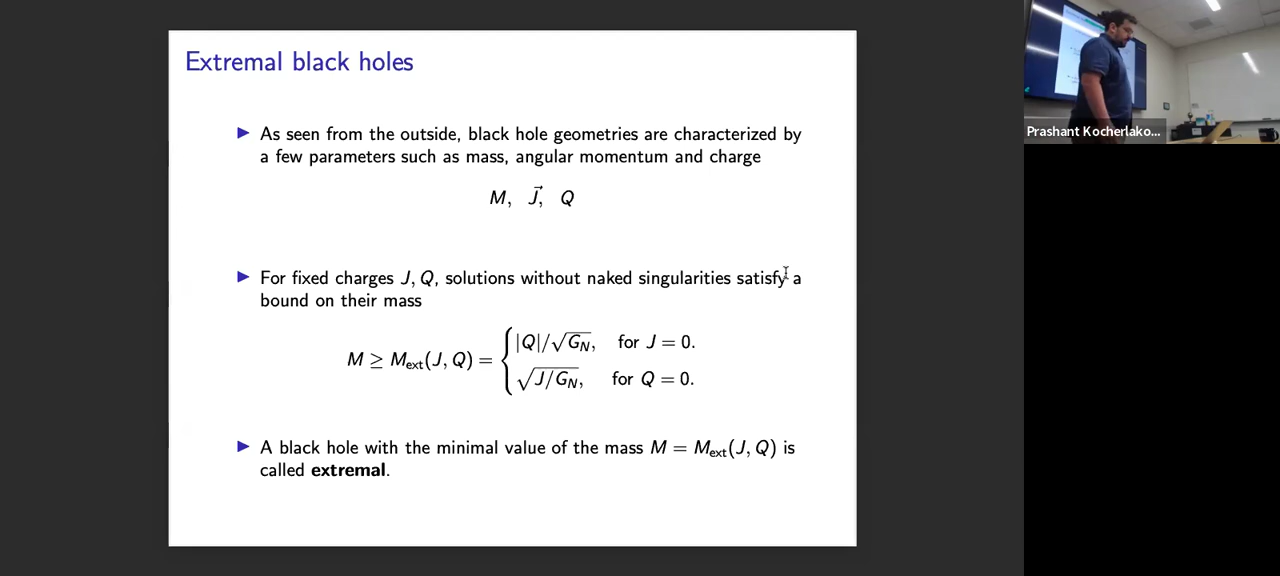 Extremal black holes
▶ As seen from the outside, black hole geometries are characterized by
a few parameters such as mass, angular momentum and charge
M, J⃗, Q
▶ For fixed charges J, Q, solutions without naked singularities satisfy a
bound on their mass
M ≥ M_ext(J, Q) = { |Q|/√G_N, for J = 0.
√(J/G_N), for Q = 0.
▶ A black hole with the minimal value of the mass M = M_ext(J, Q) is
called extremal.
Prashant Kocherlako...